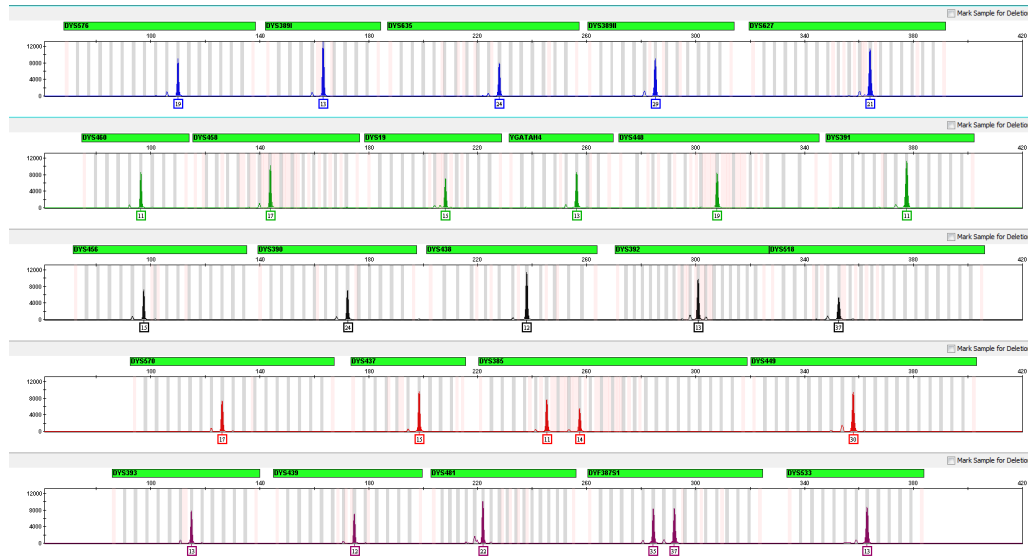 Mark Sample for Deletion
DYS576 DYS389I DYS635 DYS389II DYS627
100 140 180 220 260 300 340 380 420
12000
8000
4000
0
19 13 24 29 21
Mark Sample for Deletion
DYS460 DYS458 DYS19 YGATAH4 DYS448 DYS391
100 140 180 220 260 300 340 380 420
12000
8000
4000
0
11 17 13 19 11
Mark Sample for Deletion
DYS456 DYS390 DYS438 DYS392 DYS518
100 140 180 220 260 300 340 380 420
12000
8000
4000
0
15 24 12 13 37
Mark Sample for Deletion
DYS570 DYS437 DYS385 DYS449
100 140 180 220 260 300 340 380 420
12000
8000
4000
0
17 15 11 14 30
Mark Sample for Deletion
DYS393 DYS439 DYS481 DYF387S1 DYS533
100 140 180 220 260 300 340 380 420
12000
8000
4000
0
13 12 22 35 37 13